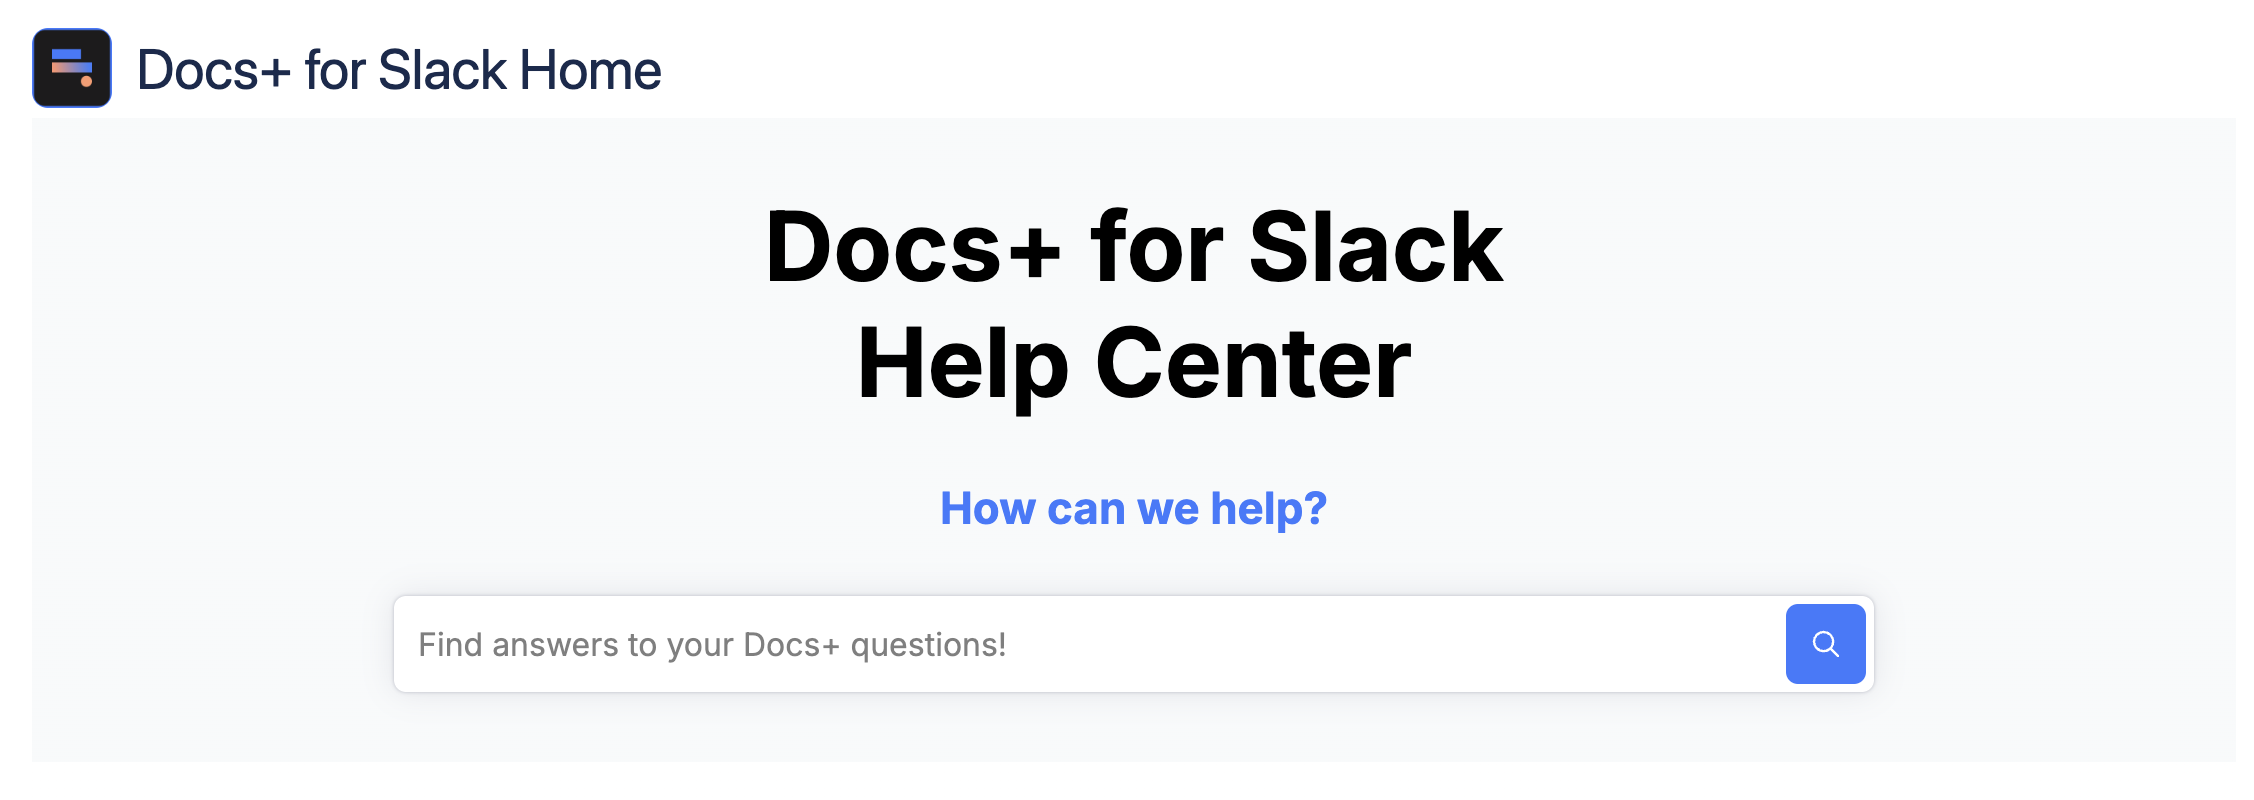 Docs+ for Slack Home
Docs+ for Slack
Help Center
How can we help?
Find answers to your Docs+ questions!